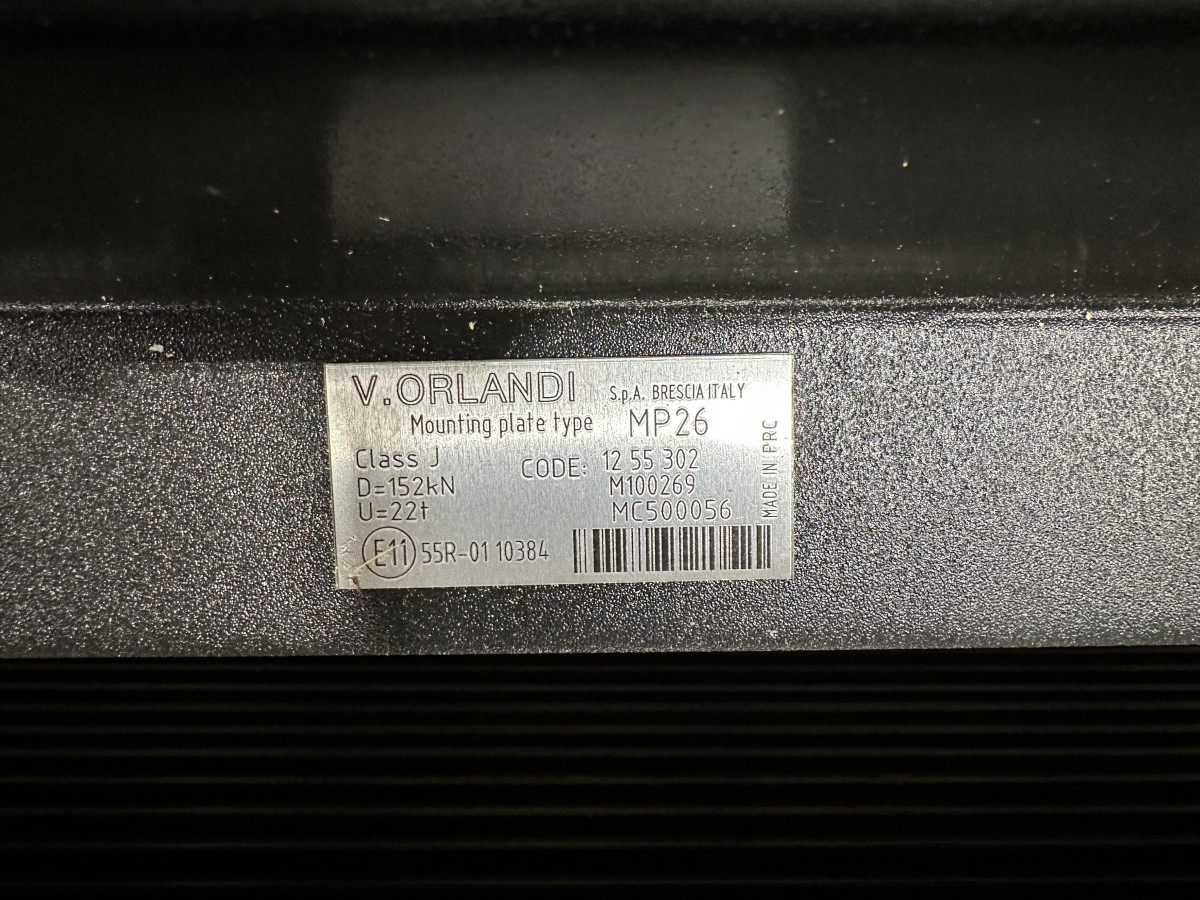 V.ORLANDI S.p.A. BRESCIA ITALY
Mounting plate type MP26
Class J CODE: 12 55 302
D=152kN M100269
U=22t MC500056
E11 55R-01 10384
MADE IN PRC